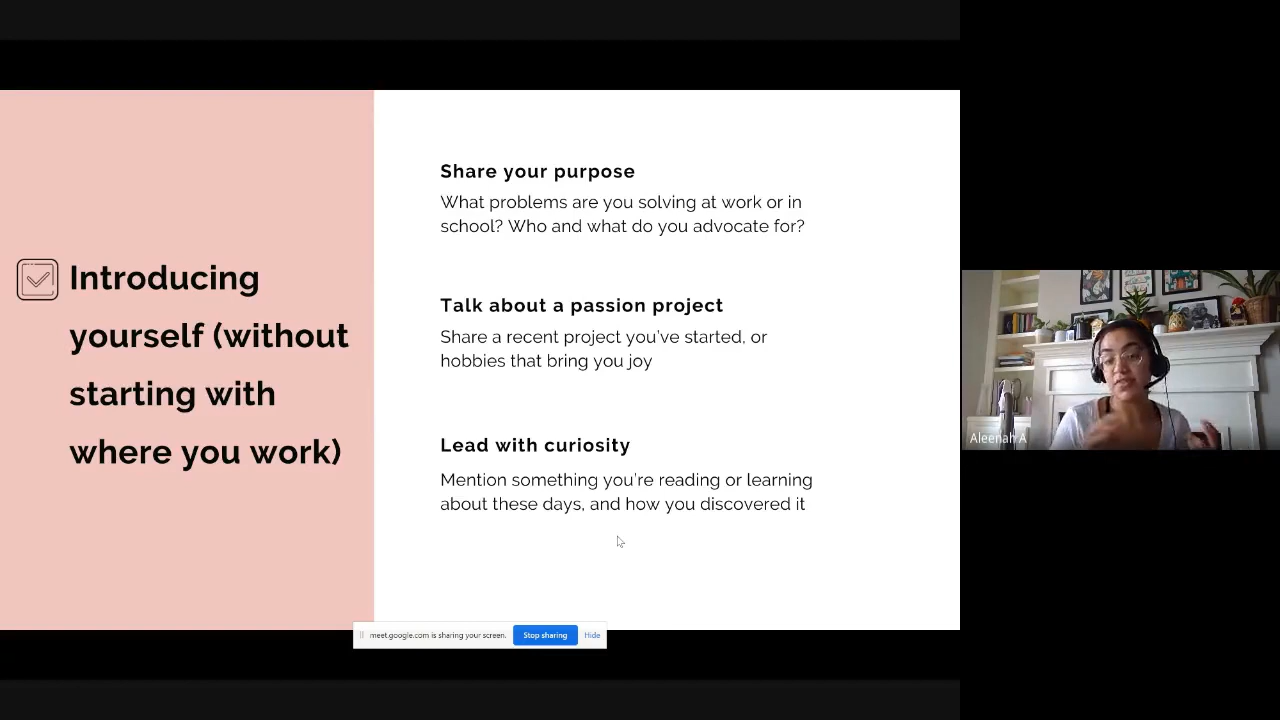 Introducing
yourself (without
starting with
where you work)
Share your purpose
What problems are you solving at work or in
school? Who and what do you advocate for?
Talk about a passion project
Share a recent project you've started, or
hobbies that bring you joy
Lead with curiosity
Mention something you're reading or learning
about these days, and how you discovered it
meet.google.com is sharing your screen.
Stop sharing
Hide
Aleenah A